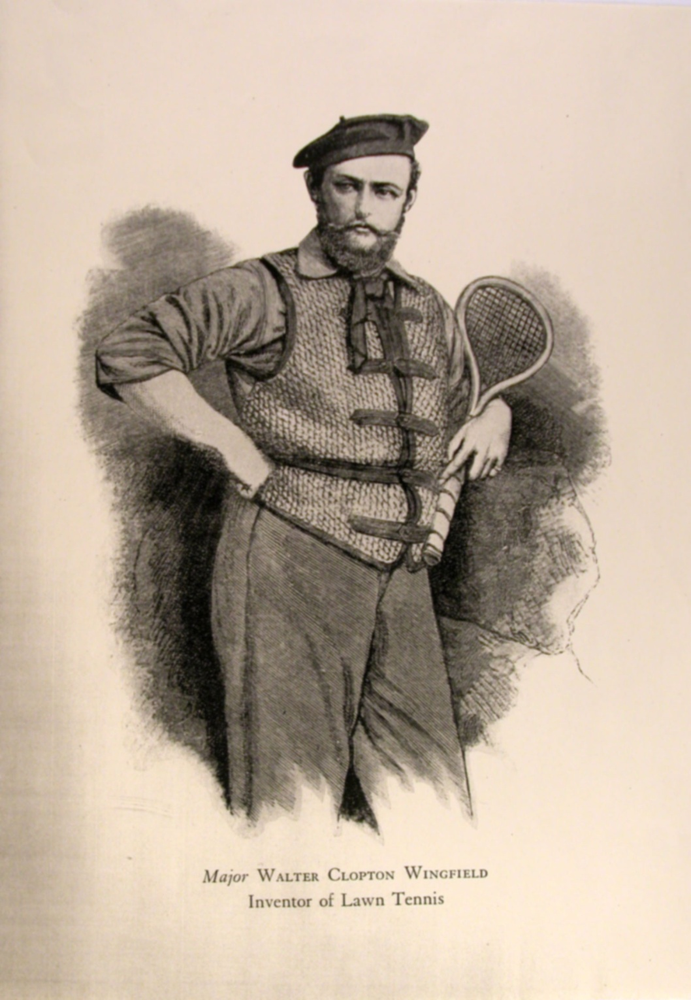 Major WALTER CLOPTON WINGFIELD
Inventor of Lawn Tennis